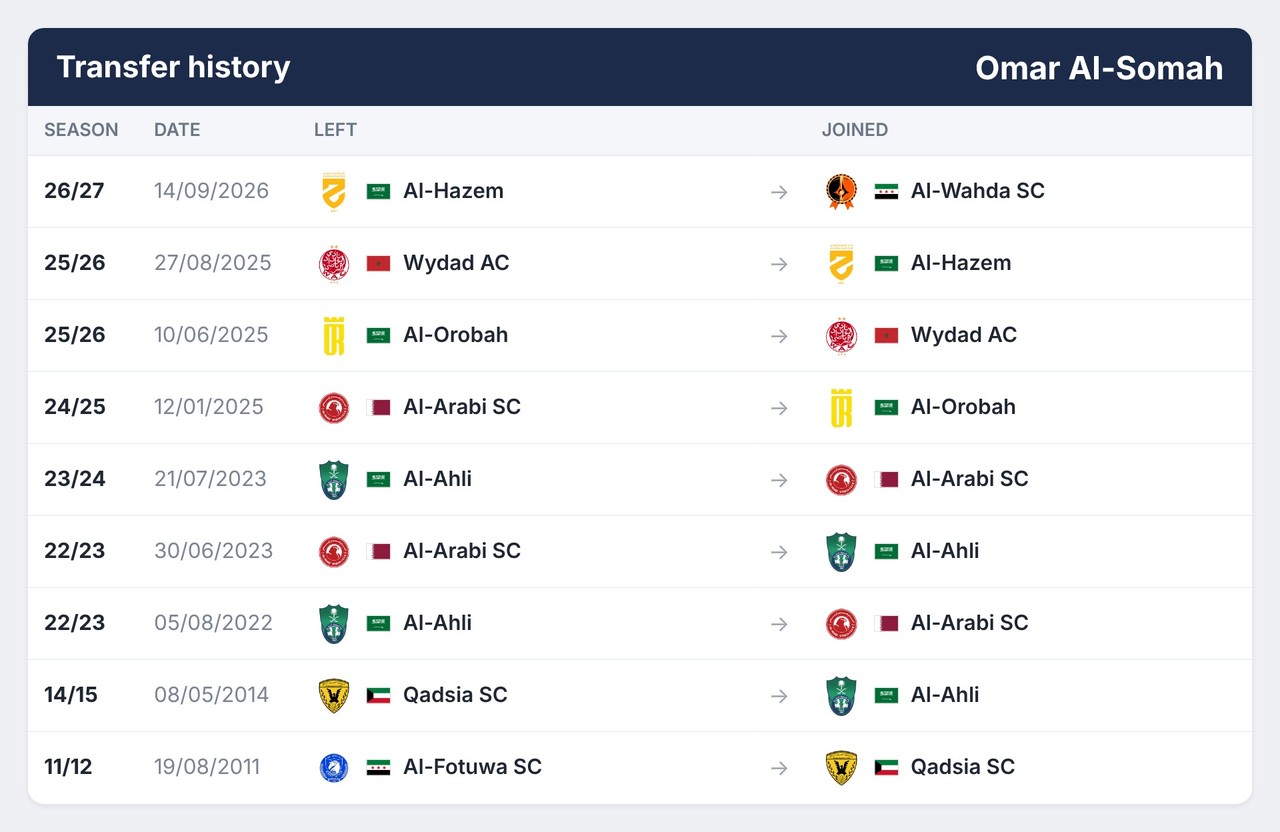 Transfer history Omar Al-Somah
SEASON DATE LEFT JOINED
26/27 14/09/2026 Al-Hazem → Al-Wahda SC
25/26 27/08/2025 Wydad AC → Al-Hazem
25/26 10/06/2025 Al-Orobah → Wydad AC
24/25 12/01/2025 Al-Arabi SC → Al-Orobah
23/24 21/07/2023 Al-Ahli → Al-Arabi SC
22/23 30/06/2023 Al-Arabi SC → Al-Ahli
22/23 05/08/2022 Al-Ahli → Al-Arabi SC
14/15 08/05/2014 Qadsia SC → Al-Ahli
11/12 19/08/2011 Al-Fotuwa SC → Qadsia SC